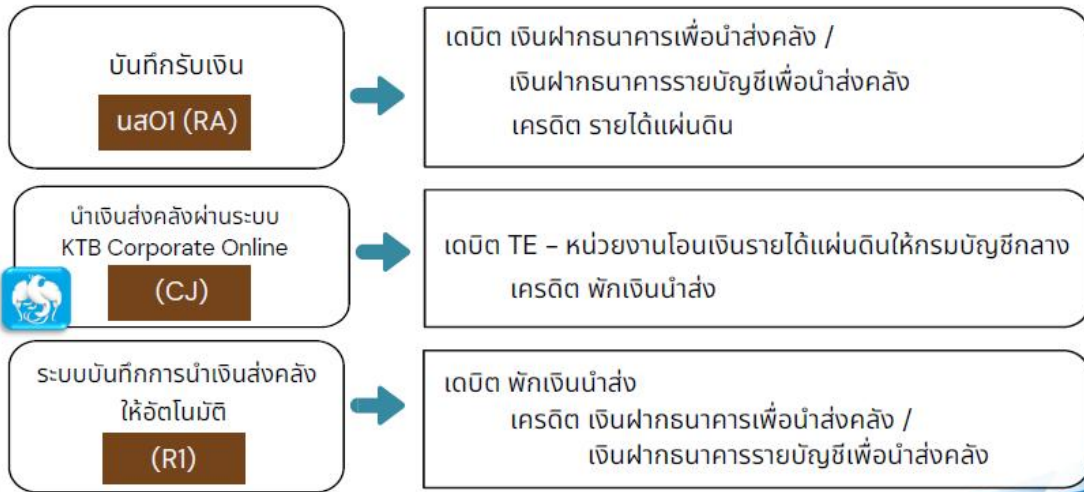 บันทึกรับเงิน
นส01 (RA)
เดบิต เงินฝากธนาคารเพื่อนำส่งคลัง /
เงินฝากธนาคารรายบัญชีเพื่อนำส่งคลัง
เครดิต รายได้แผ่นดิน
นำเงินส่งคลังผ่านระบบ
KTB Corporate Online
(CJ)
เดบิต TE – หน่วยงานโอนเงินรายได้แผ่นดินให้กรมบัญชีกลาง
เครดิต พักเงินนำส่ง
ระบบบันทึกการนำเงินส่งคลัง
ให้อัตโนมัติ
(R1)
เดบิต พักเงินนำส่ง
เครดิต เงินฝากธนาคารเพื่อนำส่งคลัง /
เงินฝากธนาคารรายบัญชีเพื่อนำส่งคลัง